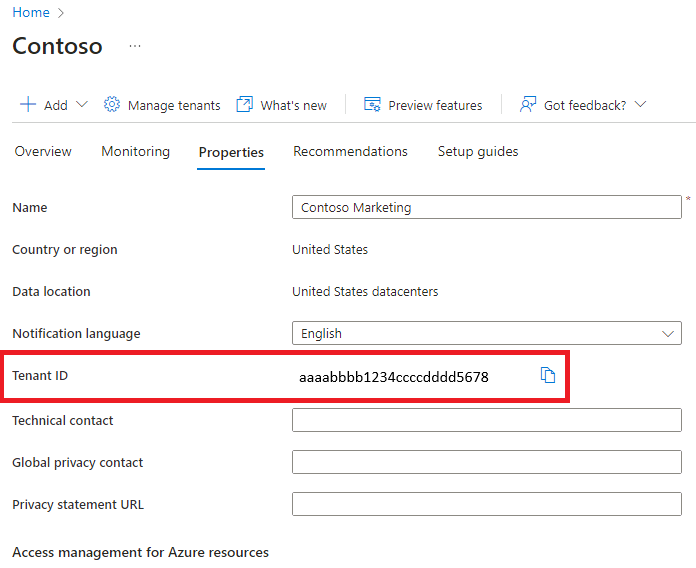 Home >
Contoso ...
Add Manage tenants What's new Preview features Got feedback?
Overview Monitoring Properties Recommendations Setup guides
Name Contoso Marketing *
Country or region United States
Data location United States datacenters
Notification language English
Tenant ID aaaabbbb1234ccccdddd5678
Technical contact
Global privacy contact
Privacy statement URL
Access management for Azure resources